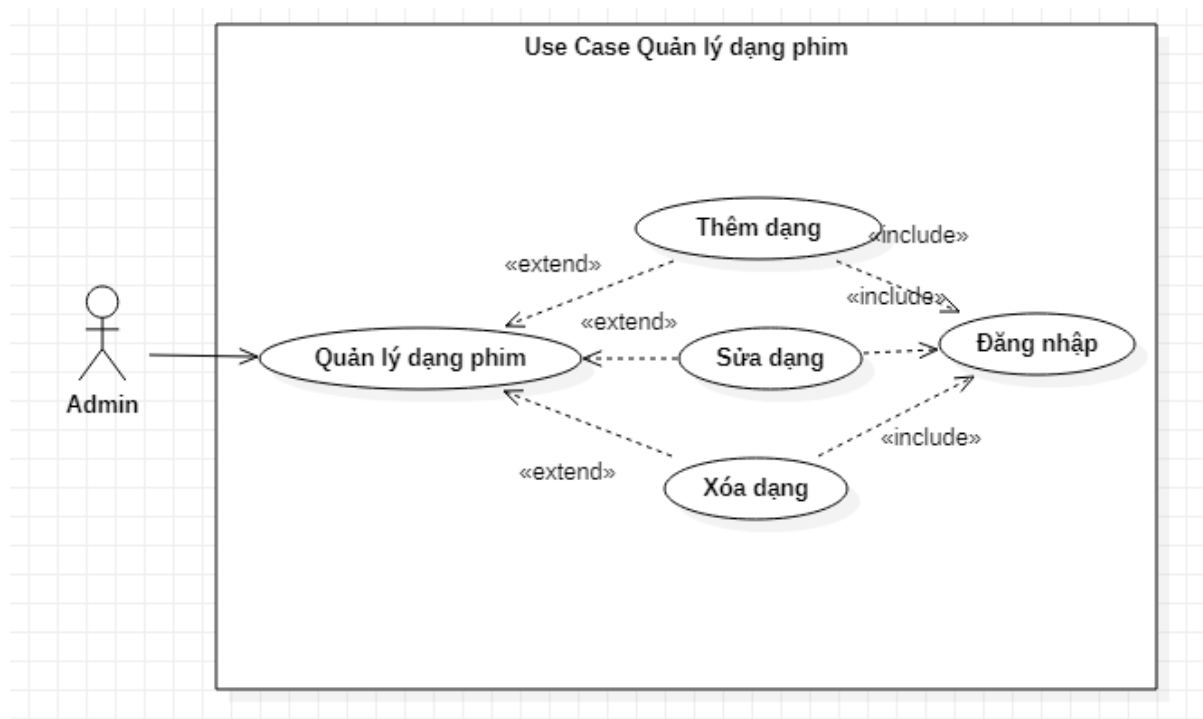 Use Case Quản lý dạng phim
Thêm dạng
«include»
«extend»
«include»
«extend»
Quản lý dạng phim
Sửa dạng
Đăng nhập
Admin
«include»
«extend»
Xóa dạng